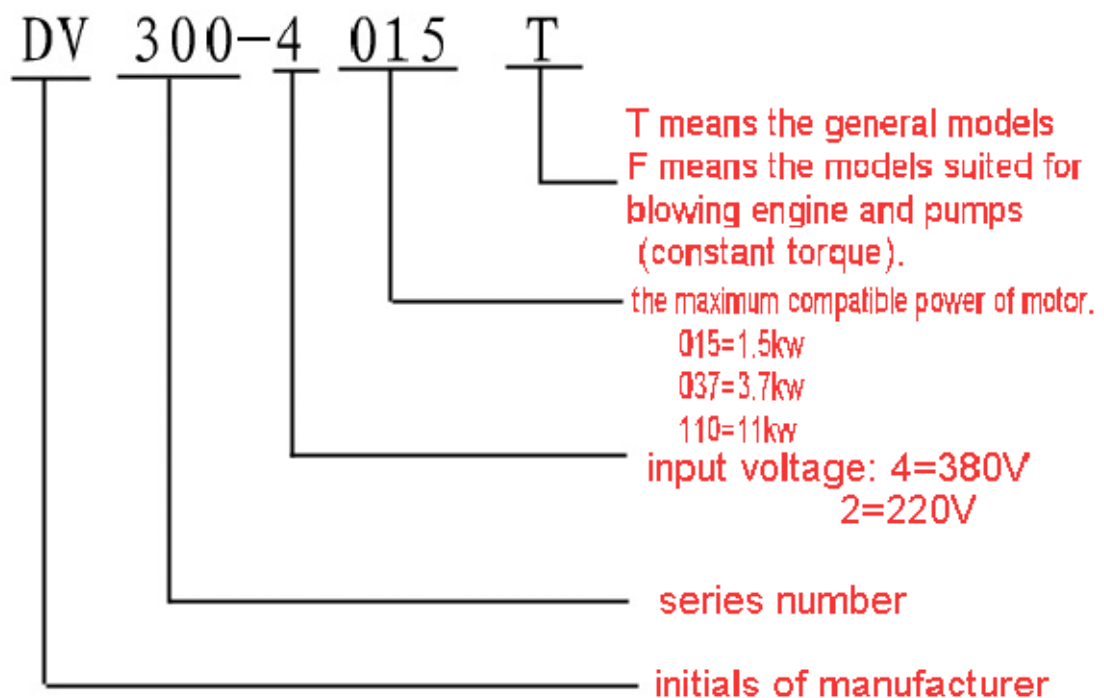 DV 300-4 015 T
T means the general models
F means the models suited for
blowing engine and pumps
(constant torque).
the maximum compatible power of motor.
015=1.5kw
037=3.7kw
110=11kw
input voltage: 4=380V
2=220V
series number
initials of manufacturer